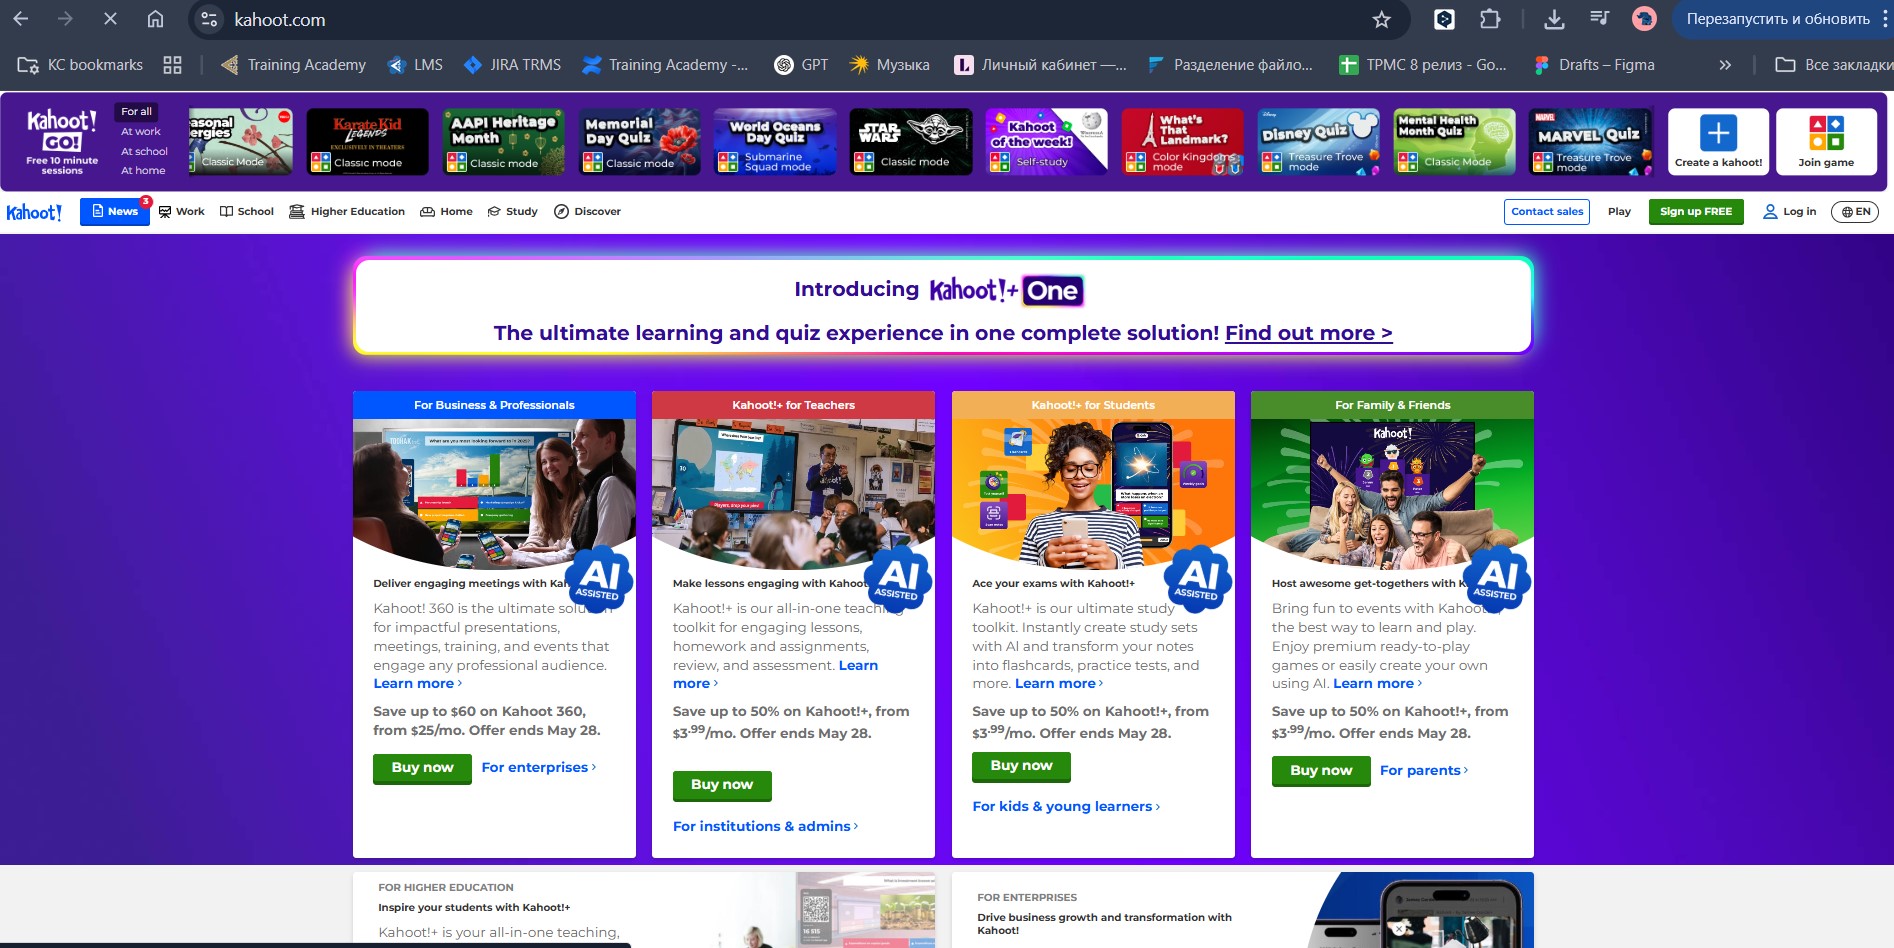 kahoot.com
Перезапустить и обновить
KC bookmarks
Training Academy
LMS
JIRA TRMS
Training Academy -...
GPT
Музыка
Личный кабинет —...
Разделение файло...
ТРМС 8 релиз - Go...
Drafts – Figma
»
Все закладки
Kahoot!
GO!
Free 10 minute
sessions
For all
At work
At school
At home
Classic Mode
Karate Kid
LEGENDS
EXCLUSIVELY IN THEATERS
Classic mode
AAPI Heritage
Month
Classic mode
Memorial
Day Quiz
Classic mode
World Oceans
Day Quiz
Submarine
Squad mode
STAR
WARS
Classic mode
Kahoot!
of the week!
Self-study
What's
That
Landmark?
Color Kingdoms
mode
Disney
Disney Quiz
Treasure Trove
mode
Mental Health
Month Quiz
Classic Mode
MARVEL
MARVEL Quiz
Treasure Trove
mode
Create a kahoot!
Join game
Kahoot!
News
3
Work
School
Higher Education
Home
Study
Discover
Contact sales
Play
Sign up FREE
Log in
EN
Introducing Kahoot!+ One
The ultimate learning and quiz experience in one complete solution! Find out more >
For Business & Professionals
What are you most looking forward to in 2025?
AI
ASSISTED
Deliver engaging meetings with
Kahoot! 360 is the ultimate
for impactful presentations,
meetings, training, and events that
engage any professional audience.
Learn more ›
Save up to $60 on Kahoot 360,
from $25/mo. Offer ends May 28.
Buy now
For enterprises ›
Kahoot!+ for Teachers
Players, drop your pins!
AI
ASSISTED
Make lessons engaging with Kahoot
Kahoot!+ is our all-in-one teaching
toolkit for engaging lessons,
homework and assignments,
review, and assessment. Learn
more ›
Save up to 50% on Kahoot!+, from
$3.99/mo. Offer ends May 28.
Buy now
For institutions & admins ›
Kahoot!+ for Students
AI
ASSISTED
Ace your exams with Kahoot!+
Kahoot!+ is our ultimate study
toolkit. Instantly create study sets
with AI and transform your notes
into flashcards, practice tests, and
more. Learn more ›
Save up to 50% on Kahoot!+, from
$3.99/mo. Offer ends May 28.
Buy now
For kids & young learners ›
For Family & Friends
Kahoot!
AI
ASSISTED
Host awesome get-togethers with
Bring fun to events with Kahoot
the best way to learn and play.
Enjoy premium ready-to-play
games or easily create your own
using AI. Learn more ›
Save up to 50% on Kahoot!+, from
$3.99/mo. Offer ends May 28.
Buy now
For parents ›
FOR HIGHER EDUCATION
Inspire your students with Kahoot!+
Kahoot!+ is your all-in-one teaching,
FOR ENTERPRISES
Drive business growth and transformation with
Kahoot!